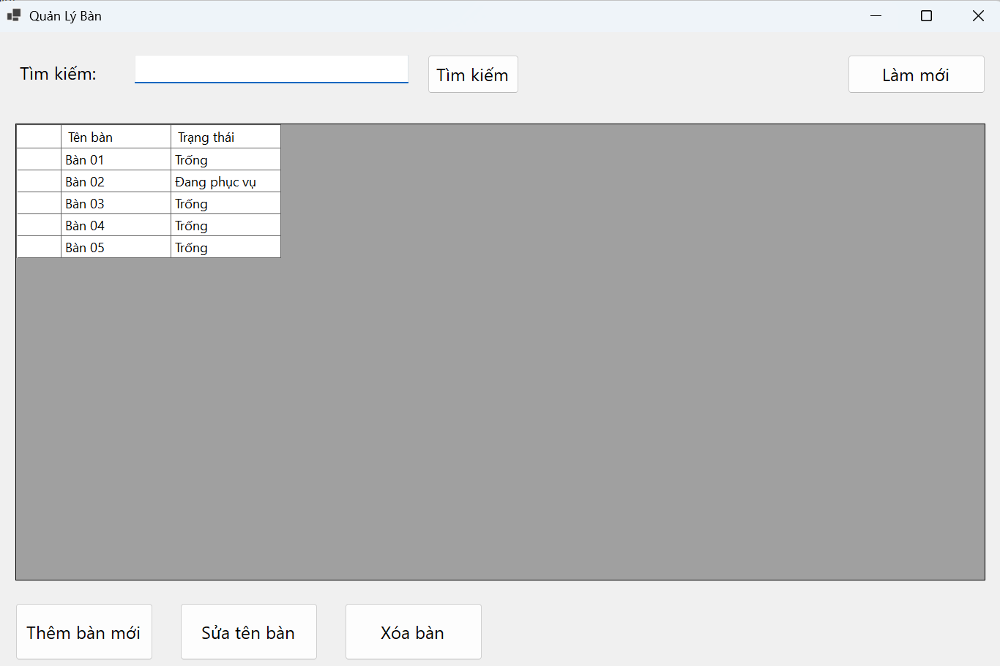 Quản Lý Bàn
Tìm kiếm:
Tìm kiếm
Làm mới
Tên bàn Trạng thái
Bàn 01 Trống
Bàn 02 Đang phục vụ
Bàn 03 Trống
Bàn 04 Trống
Bàn 05 Trống
Thêm bàn mới
Sửa tên bàn
Xóa bàn